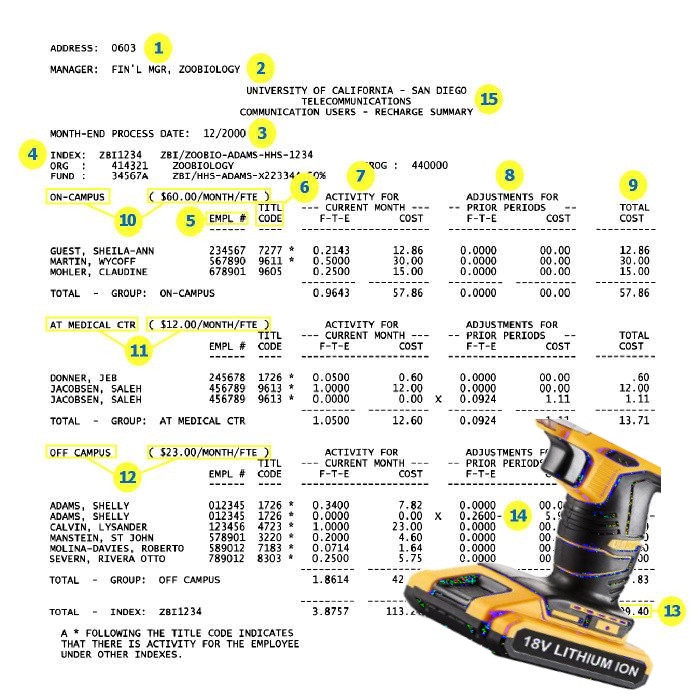 ADDRESS: 0603 1
MANAGER: FIN'L MGR, ZOOBIOLOGY 2
UNIVERSITY OF CALIFORNIA - SAN DIEGO
TELECOMMUNICATIONS 15
COMMUNICATION USERS - RECHARGE SUMMARY
MONTH-END PROCESS DATE: 12/2000 3
4 INDEX: ZBI1234 ZBI/ZOOBIO-ADAMS-HHS-1234
ORG : 414321 ZOOBIOLOGY : 440000
FUND : 34567A ZBI/HHS-ADAMS-X22334
6 7 8 9
ON-CAMPUS ( $60.00/MONTH/FTE ) ACTIVITY FOR ADJUSTMENTS FOR
TITL --- CURRENT MONTH --- -- PRIOR PERIODS -- TOTAL
10 5 EMPL # CODE F-T-E COST F-T-E COST COST
GUEST, SHEILA-ANN 234567 7277 * 0.2143 12.86 0.0000 00.00 12.86
MARTIN, WYCOFF 567890 9611 * 0.5000 30.00 0.0000 00.00 30.00
MOHLER, CLAUDINE 678901 9605 0.2500 15.00 0.0000 00.00 15.00
TOTAL - GROUP: ON-CAMPUS 0.9643 57.86 0.0000 00.00 57.86
AT MEDICAL CTR ( $12.00/MONTH/FTE ) ACTIVITY FOR ADJUSTMENTS FOR
TITL --- CURRENT MONTH --- -- PRIOR PERIODS -- TOTAL
11 EMPL # CODE F-T-E COST F-T-E COST COST
DONNER, JEB 245678 1726 * 0.0500 0.60 0.0000 00.00 .60
JACOBSEN, SALEH 456789 9613 * 1.0000 12.00 0.0000 00.00 12.00
JACOBSEN, SALEH 456789 9613 * 0.0000 0.00 X 0.0924 1.11 1.11
TOTAL - GROUP: AT MEDICAL CTR 1.0500 12.60 0.0924 1.11 13.71
OFF CAMPUS ( $23.00/MONTH/FTE ) ACTIVITY FOR ADJUSTMENTS
TITL --- CURRENT MONTH --- -- PRIOR PERIODS
12 EMPL # CODE F-T-E COST F-T-E
ADAMS, SHELLY 012345 1726 * 0.3400 7.82 0.0000
ADAMS, SHELLY 012345 1726 * 0.0000 0.00 X 0.2600- 14
CALVIN, LYSANDER 123456 4723 * 1.0000 23.00 0.0000
MANSTEIN, ST JOHN 578901 3220 * 0.2000 4.60 0.0000
MOLINA-DAVIES, ROBERTO 589012 7183 * 0.0714 1.64 0.0000
SEVERN, RIVERA OTTO 789012 8303 * 0.2500 5.75 0.0000
TOTAL - GROUP: OFF CAMPUS 1.8614 42 .83
TOTAL - INDEX: ZBI1234 3.8757 113.2 9.40 13
A * FOLLOWING THE TITLE CODE INDICATES
THAT THERE IS ACTIVITY FOR THE EMPLOYEE
UNDER OTHER INDEXES.
18V LITHIUM ION